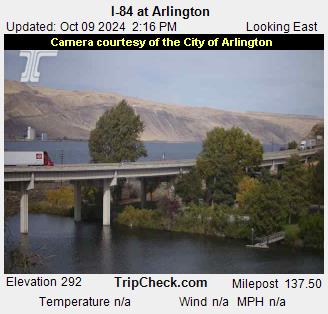 I-84 at Arlington
Updated: Oct 09 2024 2:16 PM Looking East
Camera courtesy of the City of Arlington
Elevation 292 TripCheck.com Milepost 137.50
Temperature n/a Wind n/a MPH n/a